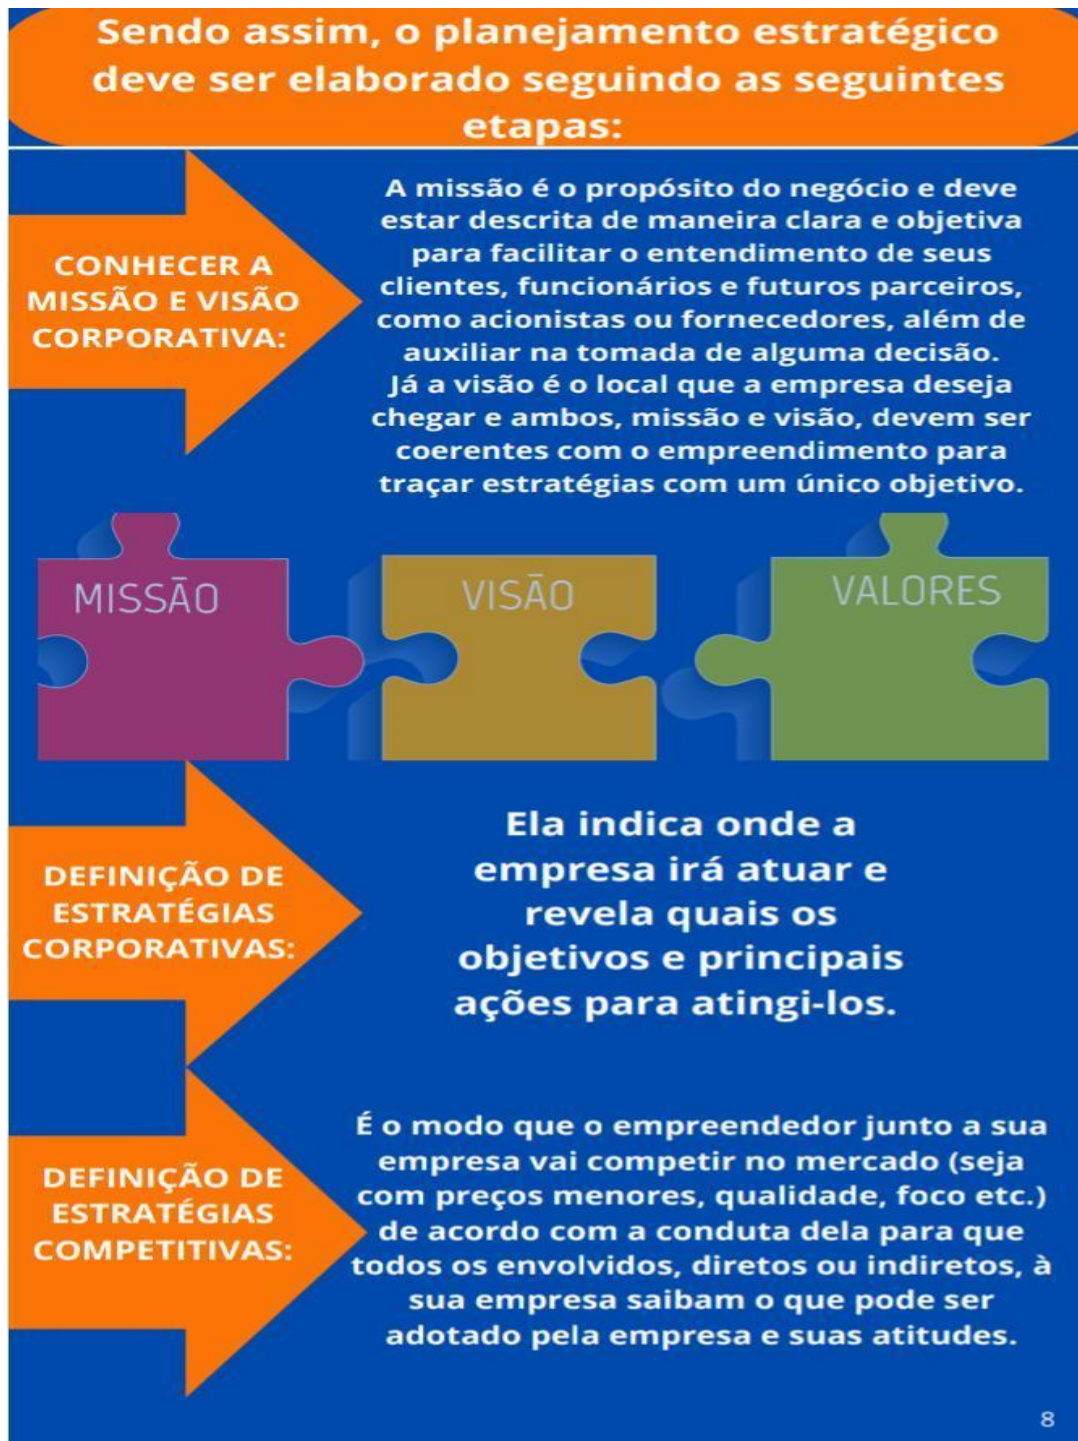 Sendo assim, o planejamento estratégico
deve ser elaborado seguindo as seguintes
etapas:
CONHECER A
MISSÃO E VISÃO
CORPORATIVA:
A missão é o propósito do negócio e deve
estar descrita de maneira clara e objetiva
para facilitar o entendimento de seus
clientes, funcionários e futuros parceiros,
como acionistas ou fornecedores, além de
auxiliar na tomada de alguma decisão.
Já a visão é o local que a empresa deseja
chegar e ambos, missão e visão, devem ser
coerentes com o empreendimento para
traçar estratégias com um único objetivo.
MISSÃO
VISÃO
VALORES
DEFINIÇÃO DE
ESTRATÉGIAS
CORPORATIVAS:
Ela indica onde a
empresa irá atuar e
revela quais os
objetivos e principais
ações para atingi-los.
DEFINIÇÃO DE
ESTRATÉGIAS
COMPETITIVAS:
É o modo que o empreendedor junto a sua
empresa vai competir no mercado (seja
com preços menores, qualidade, foco etc.)
de acordo com a conduta dela para que
todos os envolvidos, diretos ou indiretos, à
sua empresa saibam o que pode ser
adotado pela empresa e suas atitudes.
8